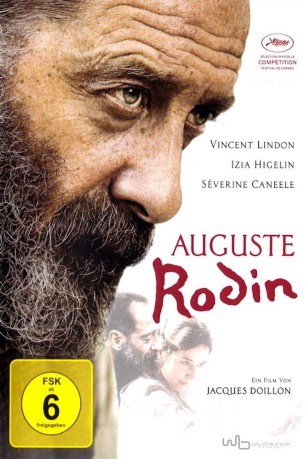 SÉLECTION OFFICIELLE
COMPÉTITION
FESTIVAL DE CANNES
VINCENT LINDON
IZIA HIGELIN
SÉVERINE CANEELE
AUGUSTE
Rodin
EIN FILM VON
JACQUES DOILLON
FSK
ab
6
freigegeben
wb